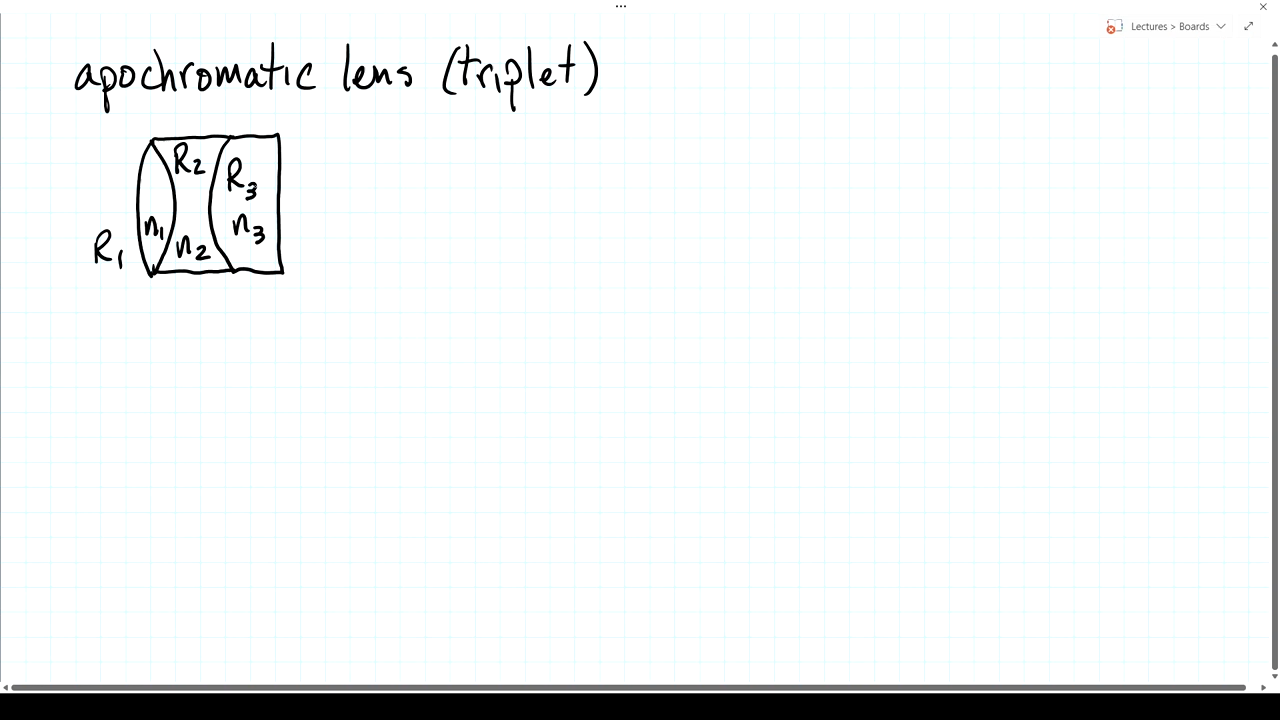 Lectures > Boards
apochromatic lens (triplet)
R₂
R₃
n₁
n₃
R₁
n₂